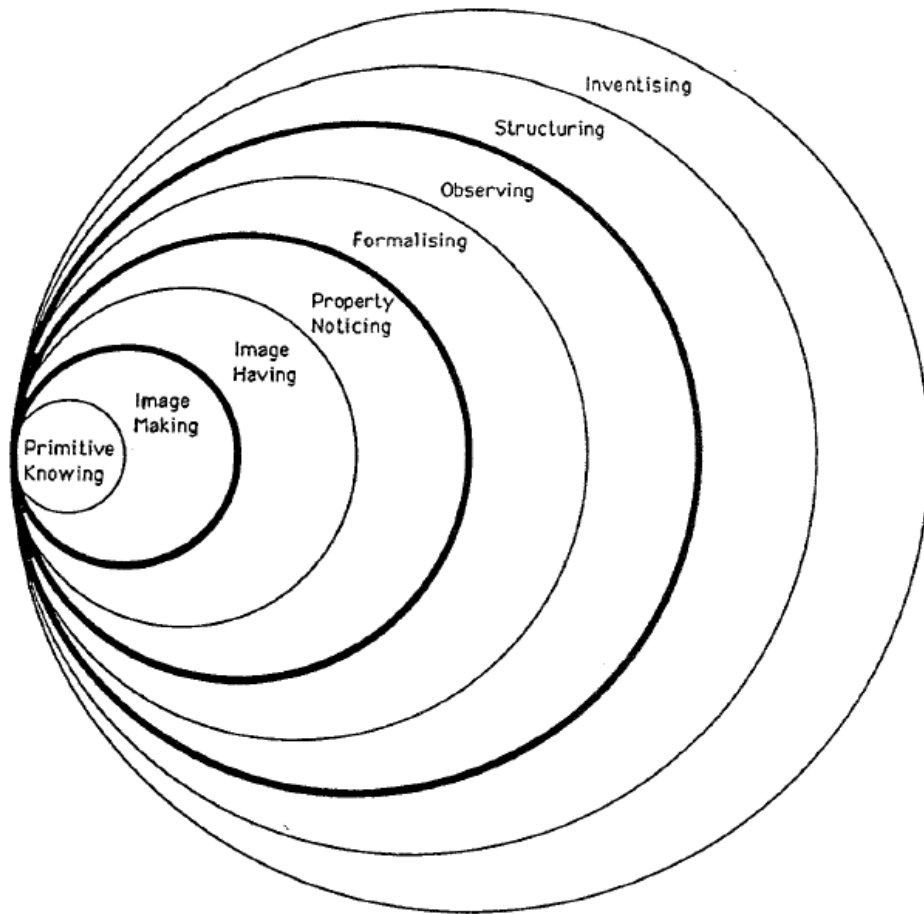 Inventising
Structuring
Observing
Formalising
Property
Noticing
Image
Having
Image
Making
Primitive
Knowing